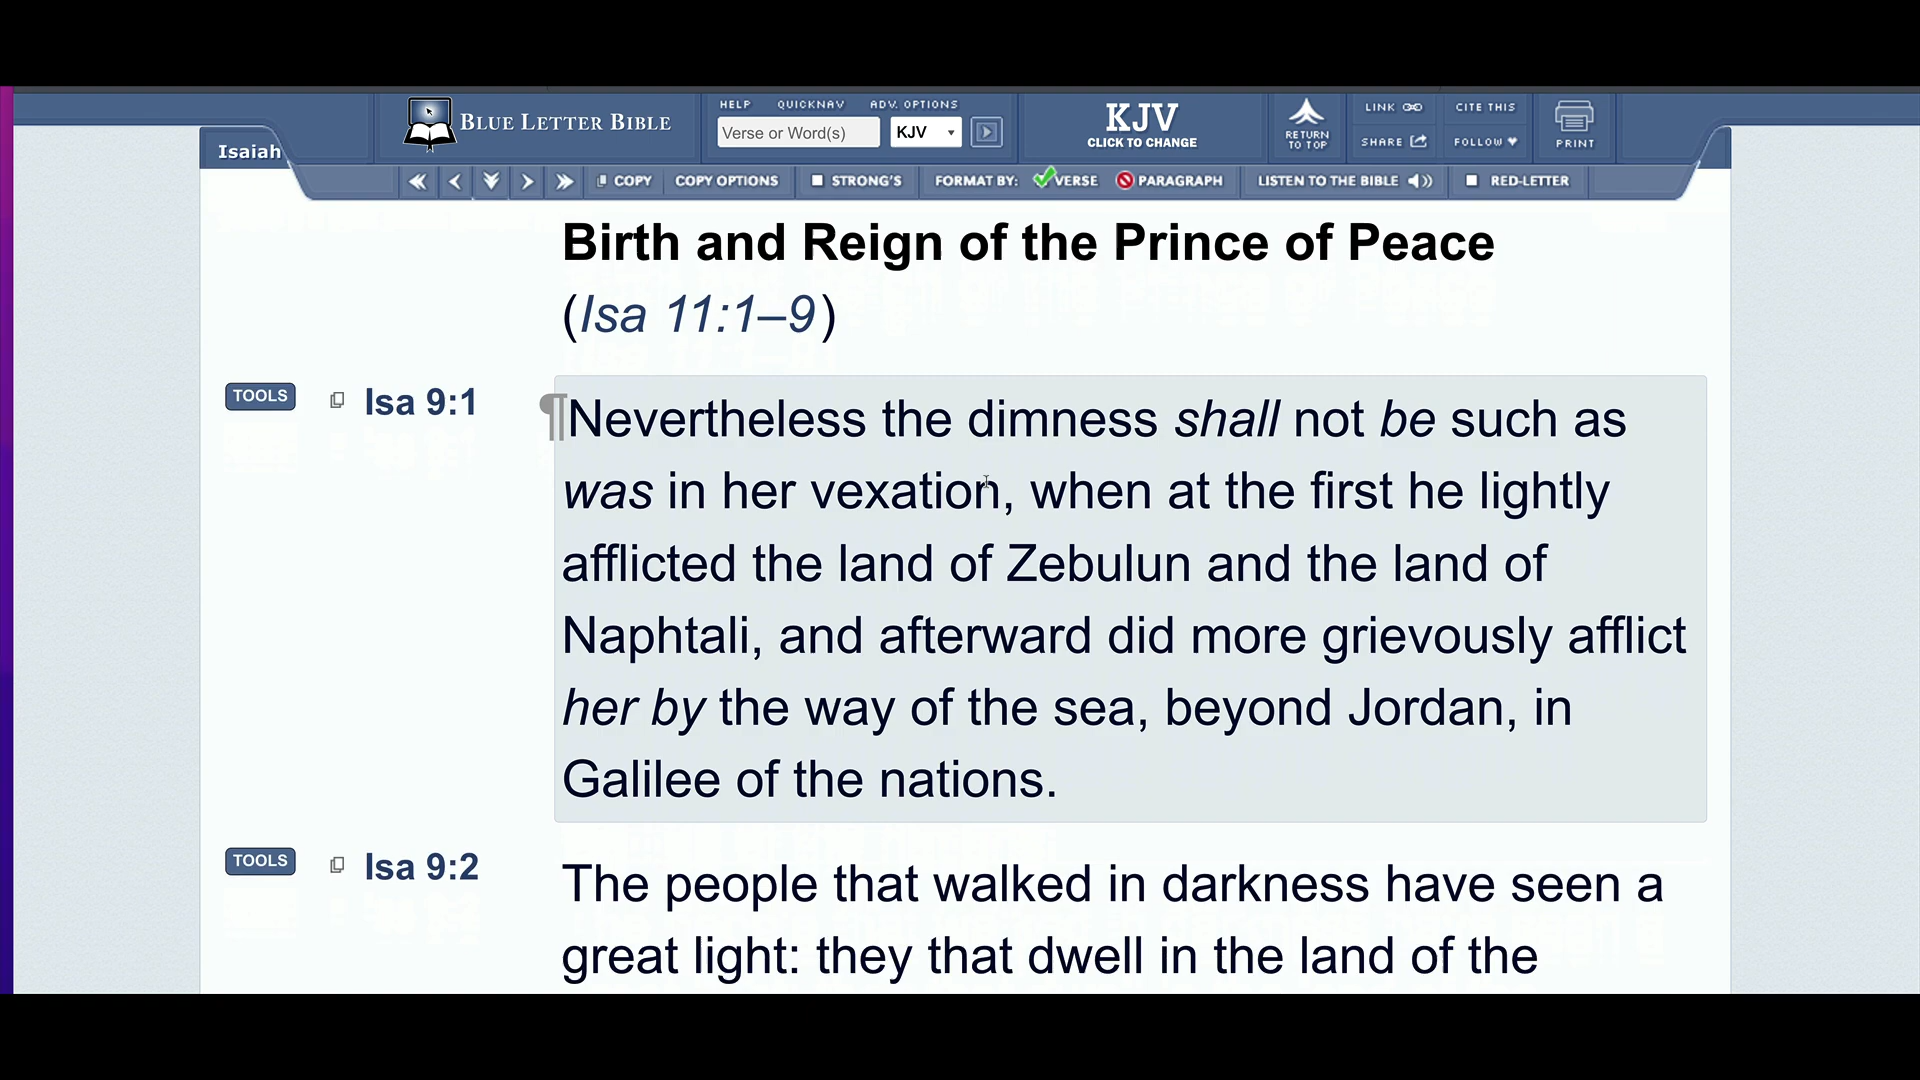 HELP QUICKNAV ADV. OPTIONS
BLUE LETTER BIBLE
Verse or Word(s) KJV
KJV
CLICK TO CHANGE
RETURN
TO TOP
LINK
CITE THIS
SHARE
FOLLOW
PRINT
Isaiah
COPY COPY OPTIONS STRONG'S FORMAT BY: VERSE PARAGRAPH LISTEN TO THE BIBLE RED-LETTER
Birth and Reign of the Prince of Peace
(Isa 11:1–9)
TOOLS Isa 9:1
¶Nevertheless the dimness shall not be such as
was in her vexation, when at the first he lightly
afflicted the land of Zebulun and the land of
Naphtali, and afterward did more grievously afflict
her by the way of the sea, beyond Jordan, in
Galilee of the nations.
TOOLS Isa 9:2
The people that walked in darkness have seen a
great light: they that dwell in the land of the